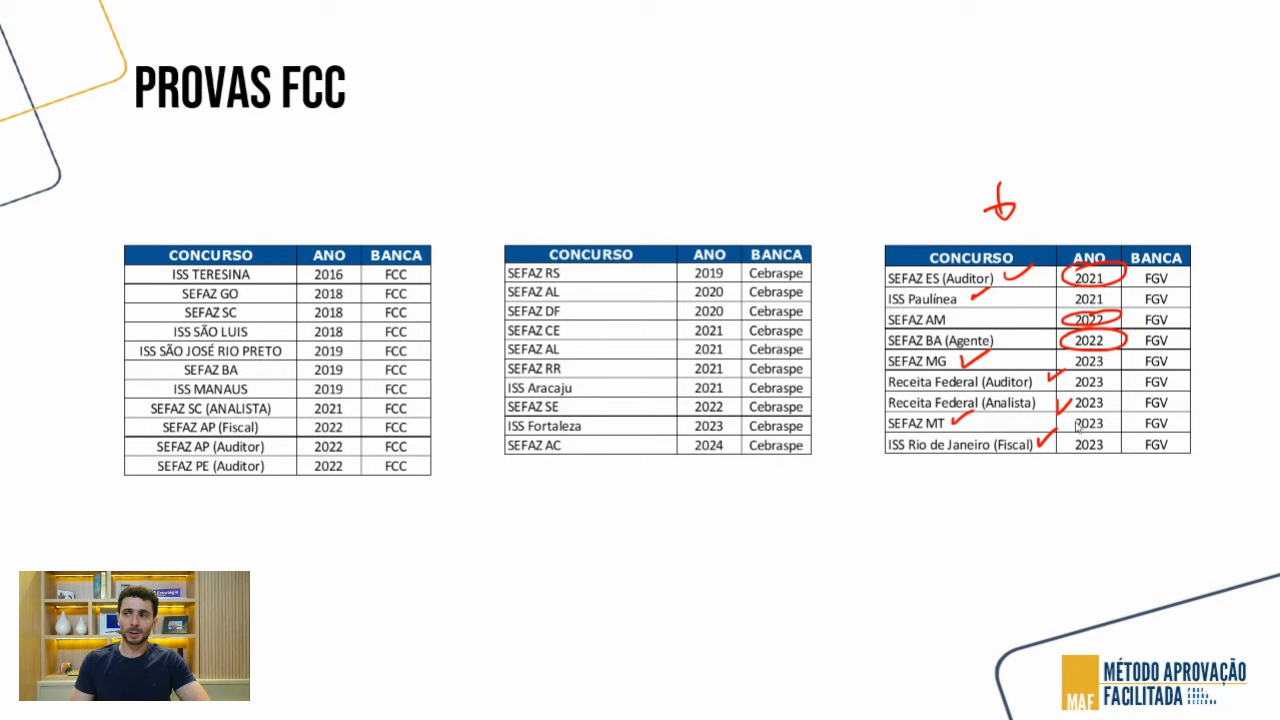 PROVAS FCC
CONCURSO ANO BANCA
ISS TERESINA 2016 FCC
SEFAZ GO 2018 FCC
SEFAZ SC 2018 FCC
ISS SÃO LUIS 2018 FCC
ISS SÃO JOSÉ RIO PRETO 2019 FCC
SEFAZ BA 2019 FCC
ISS MANAUS 2019 FCC
SEFAZ SC (ANALISTA) 2021 FCC
SEFAZ AP (Fiscal) 2022 FCC
SEFAZ AP (Auditor) 2022 FCC
SEFAZ PE (Auditor) 2022 FCC
CONCURSO ANO BANCA
SEFAZ RS 2019 Cebraspe
SEFAZ AL 2020 Cebraspe
SEFAZ DF 2020 Cebraspe
SEFAZ CE 2021 Cebraspe
SEFAZ AL 2021 Cebraspe
SEFAZ RR 2021 Cebraspe
ISS Aracaju 2021 Cebraspe
SEFAZ SE 2022 Cebraspe
ISS Fortaleza 2023 Cebraspe
SEFAZ AC 2024 Cebraspe
CONCURSO ANO BANCA
SEFAZ ES (Auditor) 2021 FGV
ISS Paulínea 2021 FGV
SEFAZ AM 2022 FGV
SEFAZ BA (Agente) 2022 FGV
SEFAZ MG 2023 FGV
Receita Federal (Auditor) 2023 FGV
Receita Federal (Analista) 2023 FGV
SEFAZ MT 2023 FGV
ISS Rio de Janeiro (Fiscal) 2023 FGV
MAF
MÉTODO APROVAÇÃO
FACILITADA